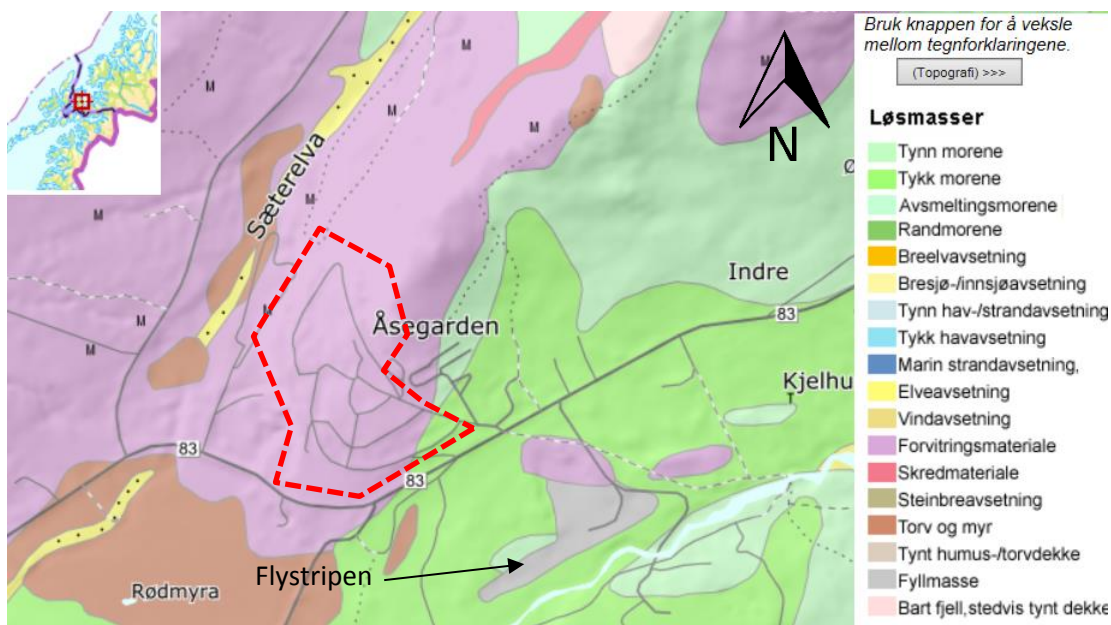 Bruk knappen for å veksle
mellom tegnforklaringene.
(Topografi) >>>
N
Løsmasser
Tynn morene
Tykk morene
Avsmeltingsmorene
Randmorene
Breelvavsetning
Bresjø-/innsjøavsetning
Tynn hav-/strandavsetning
Tykk havavsetning
Marin strandavsetning,
Elveavsetning
Vindavsetning
Forvitringsmateriale
Skredmateriale
Steinbreavsetning
Torv og myr
Tynt humus-/torvdekke
Fyllmasse
Bart fjell,stedvis tynt dekke
M
M
M
M
M
M
M
M
M
M
Sæterelva
Åsegarden
Indre
Kjelhu
83
83
83
Flystripen
Rødmyra